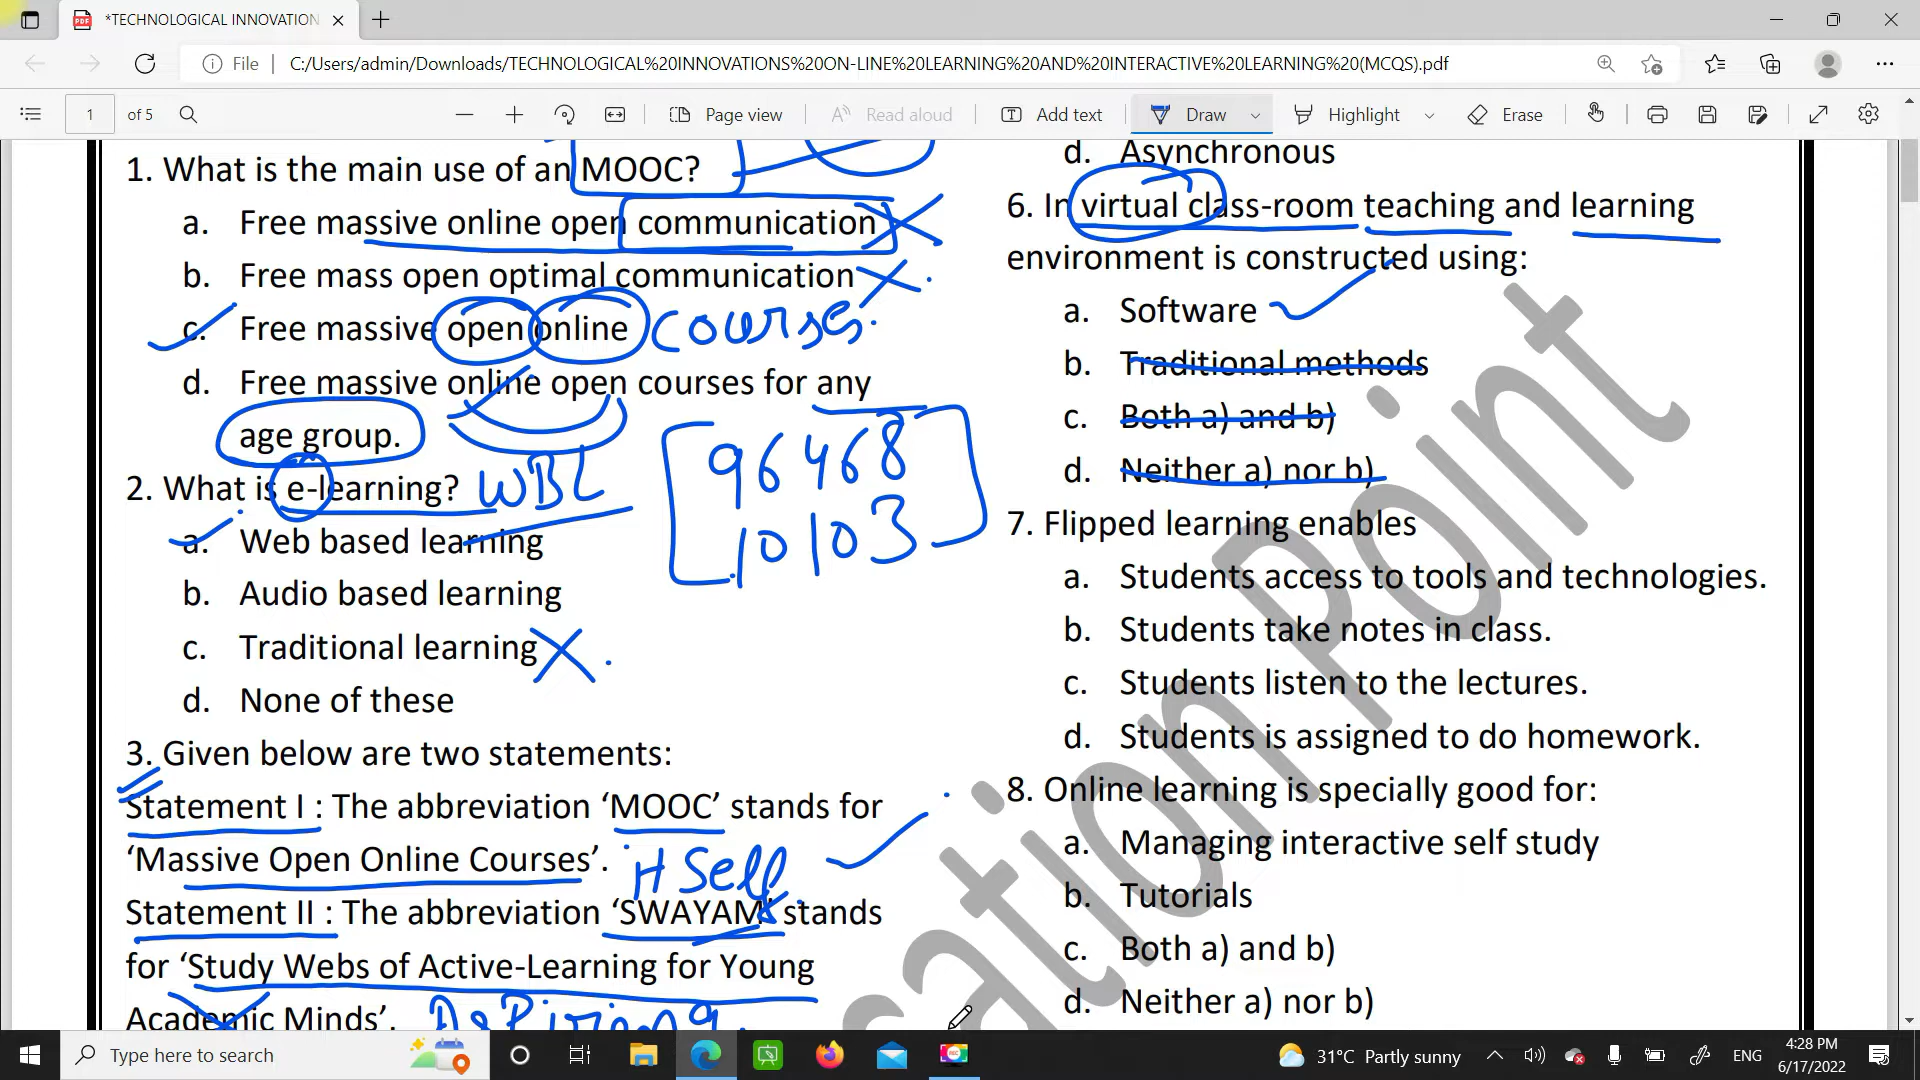 *TECHNOLOGICAL INNOVATION
File
C:/Users/admin/Downloads/TECHNOLOGICAL%20INNOVATIONS%20ON-LINE%20LEARNING%20AND%20INTERACTIVE%20LEARNING%20(MCQS).pdf
1 of 5
Page view
Read aloud
Add text
Draw
Highlight
Erase
1. What is the main use of an MOOC?
a. Free massive online open communication
b. Free mass open optimal communication
c. Free massive open online courses.
d. Free massive online open courses for any
age group.
96468
10103
2. What is e-learning? WBL
a. Web based learning
b. Audio based learning
c. Traditional learning
d. None of these
3. Given below are two statements:
Statement I : The abbreviation ‘MOOC’ stands for
‘Massive Open Online Courses’.
Self
Statement II : The abbreviation ‘SWAYAM’ stands
for ‘Study Webs of Active-Learning for Young
Academic Minds’. Aspiring
d. Asynchronous
6. In virtual class-room teaching and learning
environment is constructed using:
a. Software
b. Traditional methods
c. Both a) and b)
d. Neither a) nor b)
7. Flipped learning enables
a. Students access to tools and technologies.
b. Students take notes in class.
c. Students listen to the lectures.
d. Students is assigned to do homework.
8. Online learning is specially good for:
a. Managing interactive self study
b. Tutorials
c. Both a) and b)
d. Neither a) nor b)
Point
Type here to search
31°C Partly sunny
ENG
4:28 PM
6/17/2022